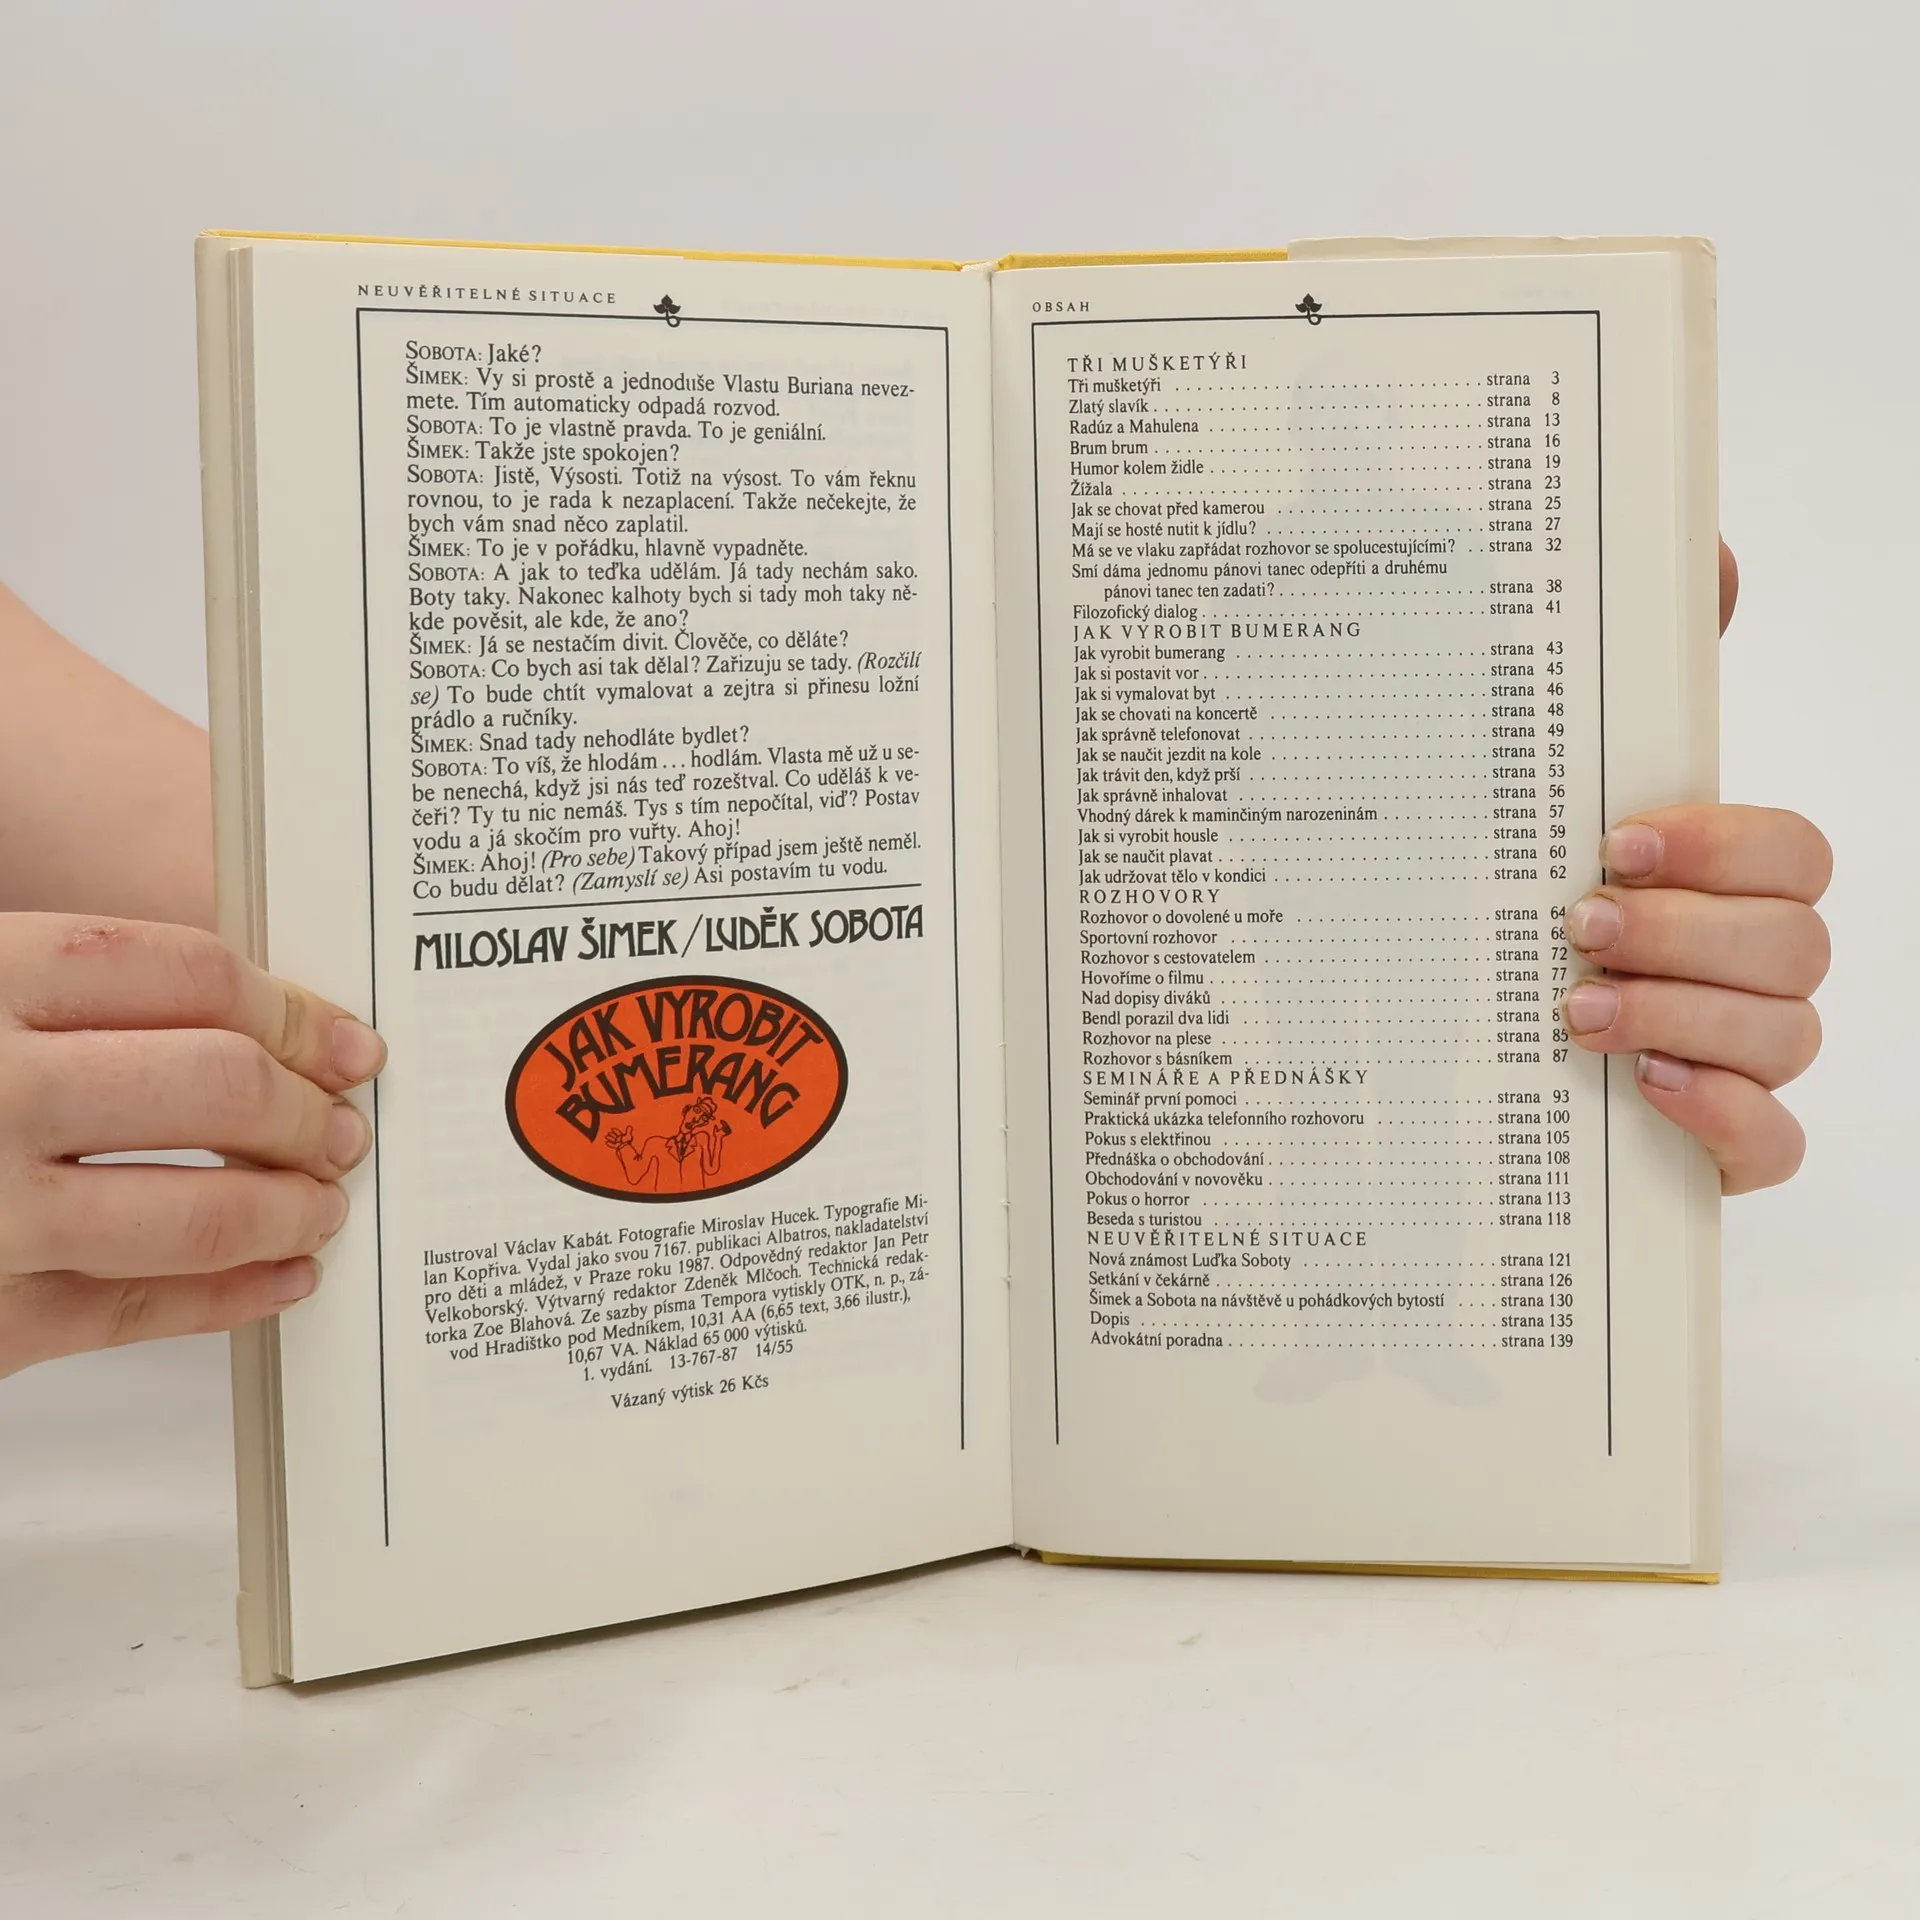 NEUVĚŘITELNÉ SITUACE
SOBOTA: Jaké?
ŠIMEK: Vy si prostě a jednoduše Vlastu Buriana nevez-
mete. Tím automaticky odpadá rozvod.
SOBOTA: To je vlastně pravda. To je geniální.
ŠIMEK: Takže jste spokojen?
SOBOTA: Jistě, Výsosti. Totiž na výsost. To vám řeknu
rovnou, to je rada k nezaplacení. Takže nečekejte, že
bych vám snad něco zaplatil.
ŠIMEK: To je v pořádku, hlavně vypadněte.
SOBOTA: A jak to teďka udělám. Já tady nechám sako.
Boty taky. Nakonec kalhoty bych si tady moh taky ně-
kde pověsit, ale kde, že ano?
ŠIMEK: Já se nestačím divit. Člověče, co děláte?
SOBOTA: Co bych asi tak dělal? Zařizuju se tady. (Rozčilí
se) To bude chtít vymalovat a zejtra si přinesu ložní
prádlo a ručníky.
ŠIMEK: Snad tady nehodláte bydlet?
SOBOTA: To víš, že hlodám ... hodlám. Vlasta mě už u se-
be nenechá, když jsi nás teď rozeštval. Co uděláš k ve-
čeři? Ty tu nic nemáš. Tys s tím nepočítal, viď? Postav
vodu a já skočím pro vuřty. Ahoj!
ŠIMEK: Ahoj! (Pro sebe) Takový případ jsem ještě neměl.
Co budu dělat? (Zamyslí se) Asi postavím tu vodu.
MILOSLAV ŠIMEK/LUDĚK SOBOTA
JAK VYROBIT
BUMERANG
Ilustroval Václav Kabát. Fotografie Miroslav Hucek. Typografie Mi-
lan Kopřiva. Vydal jako svou 7167. publikaci Albatros, nakladatelství
pro děti a mládež, v Praze roku 1987. Odpovědný redaktor Jan Petr
Velkoborský. Výtvarný redaktor Zdeněk Mlčoch. Technická redak-
torka Zoe Blahová. Ze sazby písma Tempora vytiskly OTK, n. p., zá-
vod Hradištko pod Medníkem, 10,31 AA (6,65 text, 3,66 ilustr.),
10,67 VA. Náklad 65 000 výtisků.
1. vydání. 13-767-87 14/55
Vázaný výtisk 26 Kčs
OBSAH
TŘI MUŠKETÝŘI
Tři mušketýři . . . . . strana 3
Zlatý slavík . . . . . strana 8
Radúz a Mahulena . . . . . strana 13
Brum brum . . . . . strana 16
Humor kolem židle . . . . . strana 19
Žížala . . . . . strana 23
Jak se chovat před kamerou . . . . . strana 25
Mají se hosté nutit k jídlu? . . . . . strana 27
Má se ve vlaku zapřádat rozhovor se spolucestujícími? . . strana 32
Smí dáma jednomu pánovi tanec odepříti a druhému
pánovi tanec ten zadati? . . . . . strana 38
Filozofický dialog . . . . . strana 41
JAK VYROBIT BUMERANG
Jak vyrobit bumerang . . . . . strana 43
Jak si postavit vor . . . . . strana 45
Jak si vymalovat byt . . . . . strana 46
Jak se chovati na koncertě . . . . . strana 48
Jak správně telefonovat . . . . . strana 49
Jak se naučit jezdit na kole . . . . . strana 52
Jak trávit den, když prší . . . . . strana 53
Jak správně inhalovat . . . . . strana 56
Vhodný dárek k maminčiným narozeninám . . . . . strana 57
Jak si vyrobit housle . . . . . strana 59
Jak se naučit plavat . . . . . strana 60
Jak udržovat tělo v kondici . . . . . strana 62
ROZHOVORY
Rozhovor o dovolené u moře . . . . . strana 64
Sportovní rozhovor . . . . . strana 68
Rozhovor s cestovatelem . . . . . strana 72
Hovoříme o filmu . . . . . strana 77
Nad dopisy diváků . . . . . strana
Bendl porazil dva lidi . . . . . strana
Rozhovor na plese . . . . . strana 85
Rozhovor s básníkem . . . . . strana 87
SEMINÁŘE A PŘEDNÁŠKY
Seminář první pomoci . . . . . strana 93
Praktická ukázka telefonního rozhovoru . . . . . strana 100
Pokus s elektřinou . . . . . strana 105
Přednáška o obchodování . . . . . strana 108
Obchodování v novověku . . . . . strana 111
Pokus o horror . . . . . strana 113
Beseda s turistou . . . . . strana 118
NEUVĚŘITELNÉ SITUACE
Nová známost Luďka Soboty . . . . . strana 121
Setkání v čekárně . . . . . strana 126
Šimek a Sobota na návštěvě u pohádkových bytostí . . . . strana 130
Dopis . . . . . strana 135
Advokátní poradna . . . . . strana 139